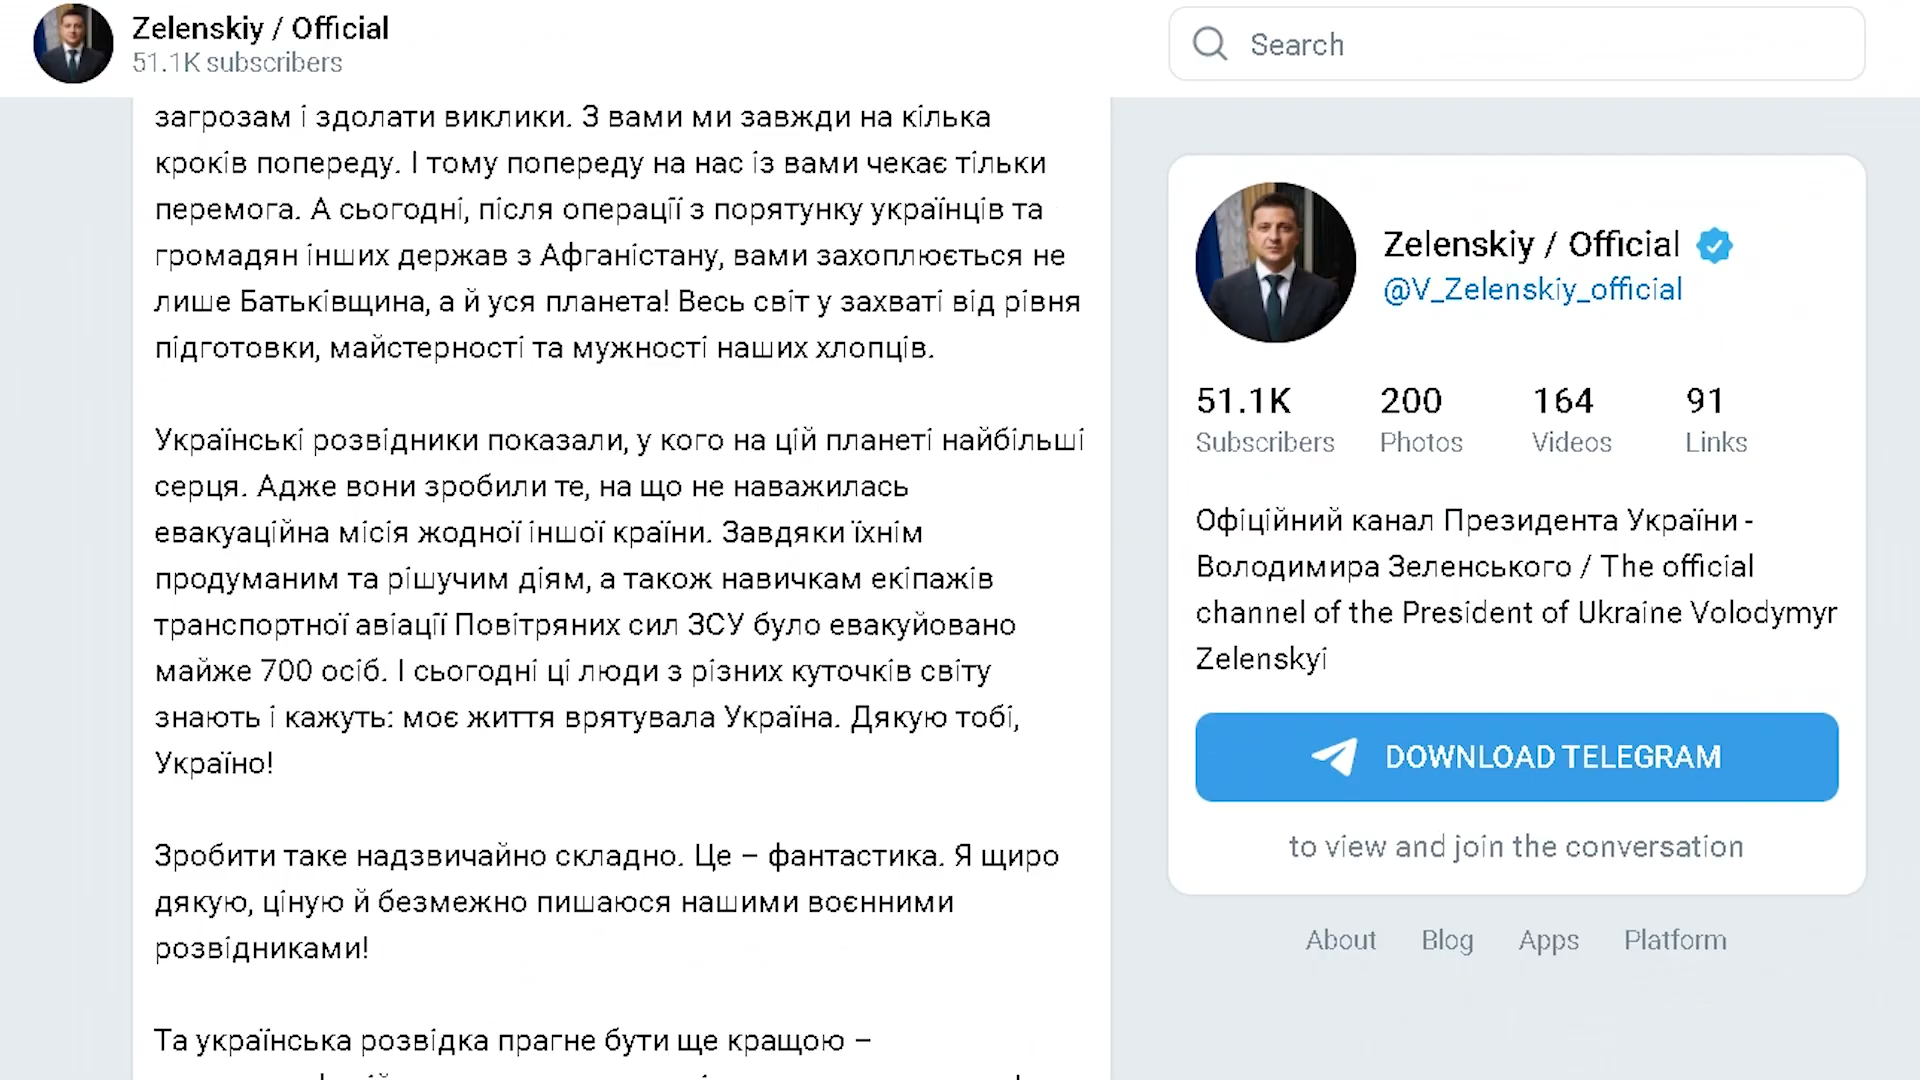 Zelenskiy / Official
51.1K subscribers
Search
загрозам і здолати виклики. З вами ми завжди на кілька
кроків попереду. І тому попереду на нас із вами чекає тільки
перемога. А сьогодні, після операції з порятунку українців та
громадян інших держав з Афганістану, вами захоплюється не
лише Батьківщина, а й уся планета! Весь світ у захваті від рівня
підготовки, майстерності та мужності наших хлопців.
Українські розвідники показали, у кого на цій планеті найбільші
серця. Адже вони зробили те, на що не наважилась
евакуаційна місія жодної іншої країни. Завдяки їхнім
продуманим та рішучим діям, а також навичкам екіпажів
транспортної авіації Повітряних сил ЗСУ було евакуйовано
майже 700 осіб. І сьогодні ці люди з різних куточків світу
знають і кажуть: моє життя врятувала Україна. Дякую тобі,
Україно!
Зробити таке надзвичайно складно. Це – фантастика. Я щиро
дякую, ціную й безмежно пишаюся нашими воєнними
розвідниками!
Та українська розвідка прагне бути ще кращою –
Zelenskiy / Official
@V_Zelenskiy_official
51.1K 200 164 91
Subscribers Photos Videos Links
Офіційний канал Президента України -
Володимира Зеленського / The official
channel of the President of Ukraine Volodymyr
Zelenskyi
DOWNLOAD TELEGRAM
to view and join the conversation
About Blog Apps Platform